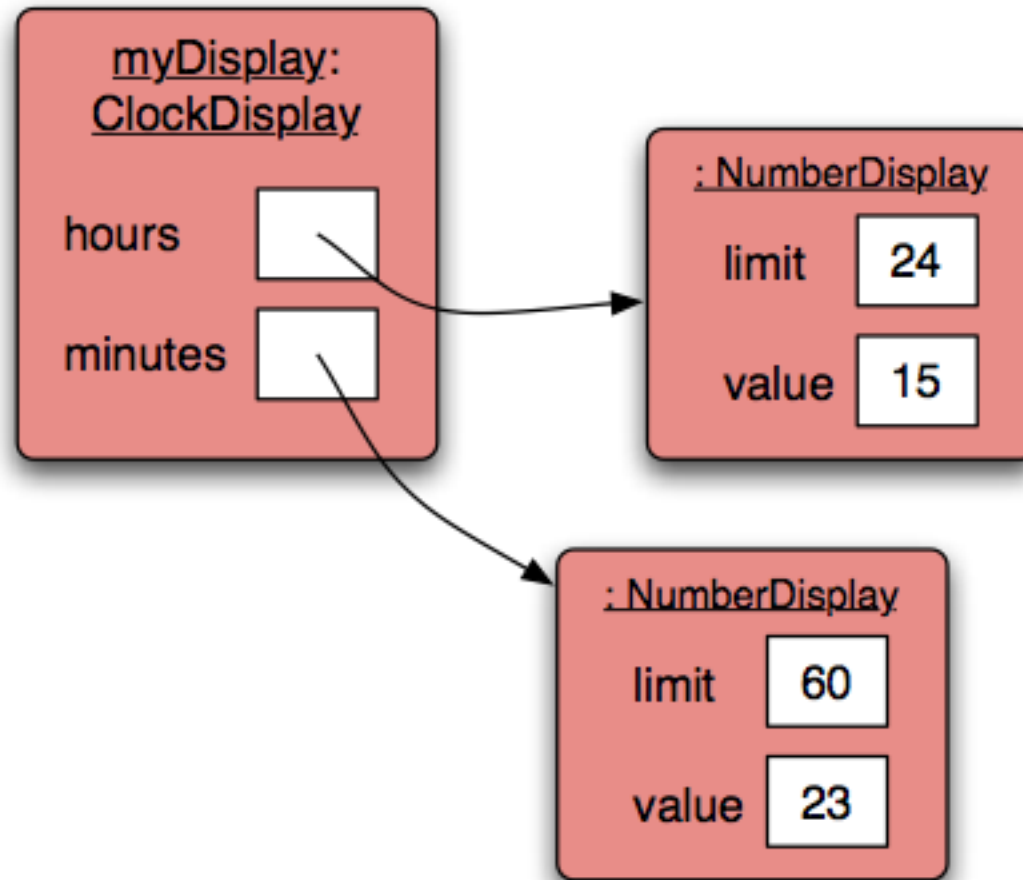 myDisplay:
ClockDisplay
hours
minutes
: NumberDisplay
limit 24
value 15
: NumberDisplay
limit 60
value 23